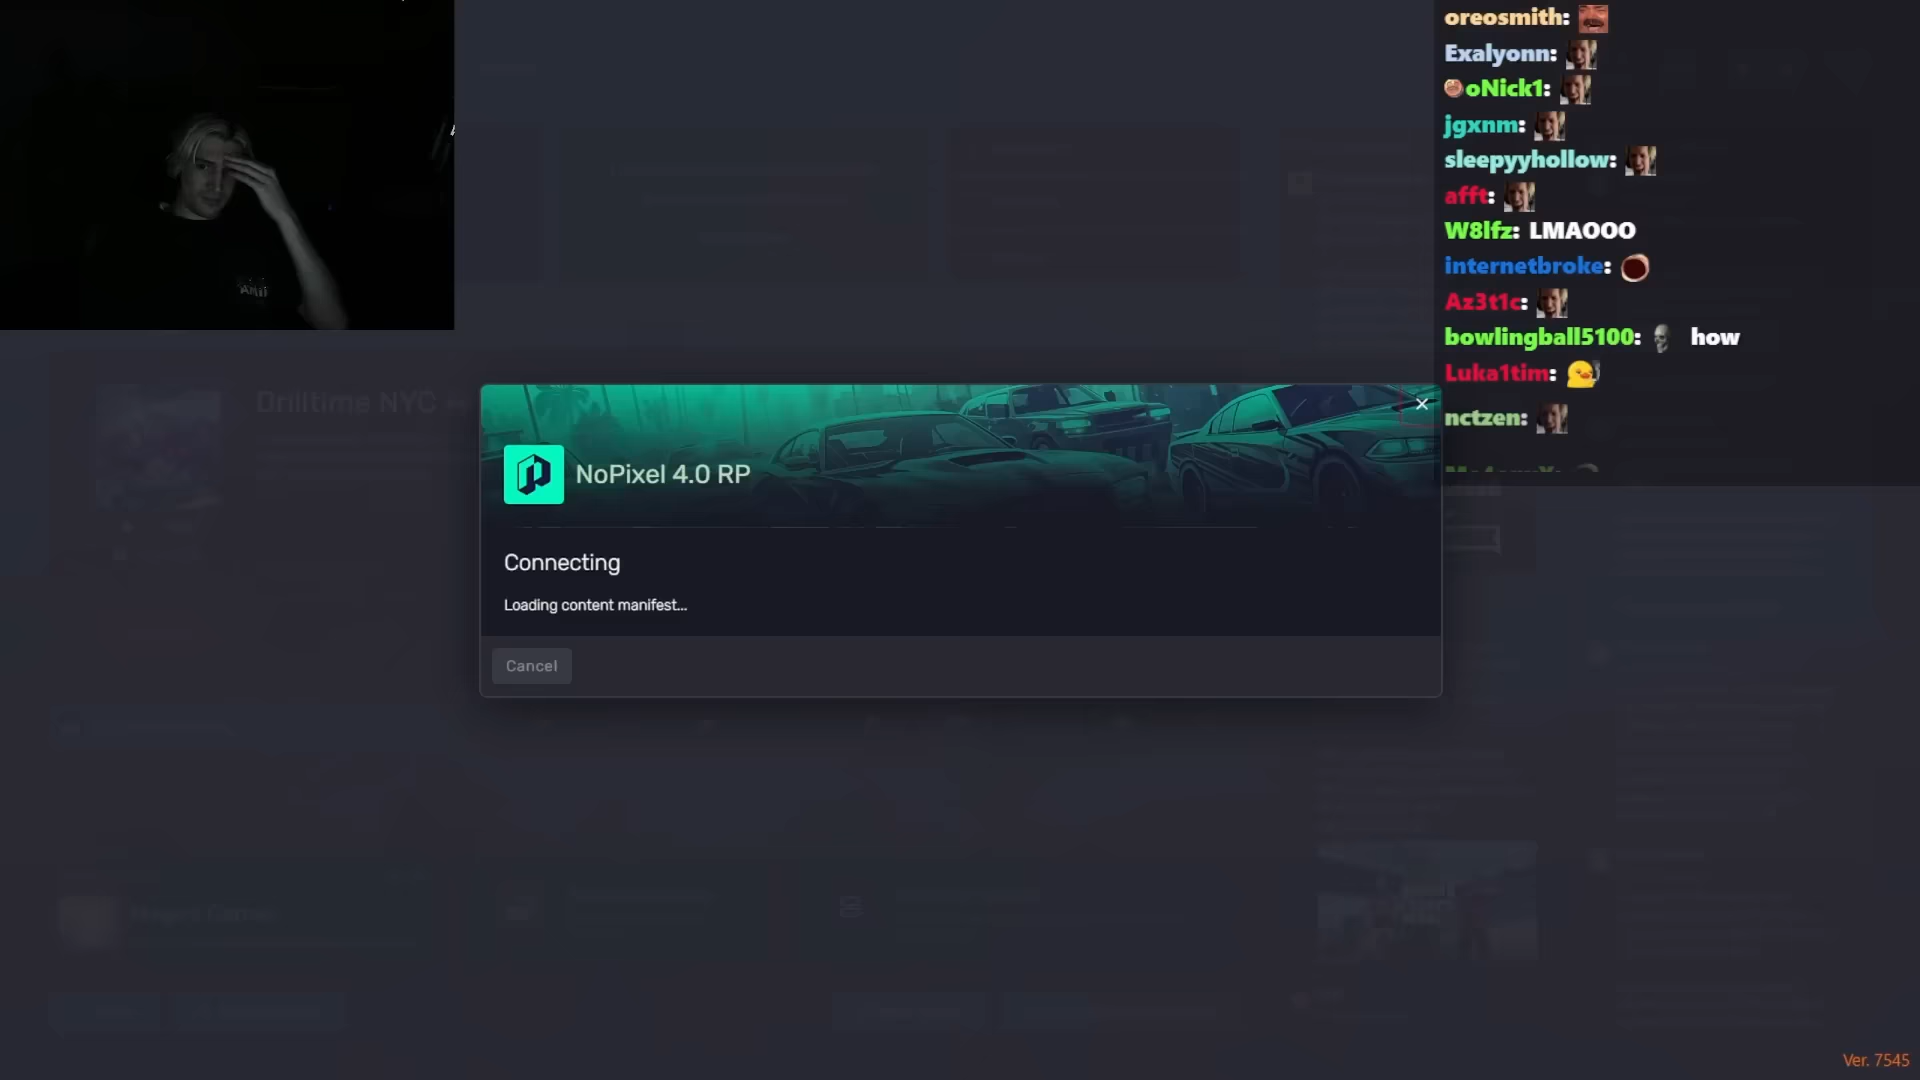 oreosmith:
Exalyonn:
oNick1:
jgxnm:
sleepyyhollow:
afft:
W8lfz: LMAOOO
internetbroke:
Az3t1c:
bowlingball5100: how
Luka1tim:
nctzen:
Drilltime NYC
NoPixel 4.0 RP
Connecting
Loading content manifest...
Cancel
Ver. 7545